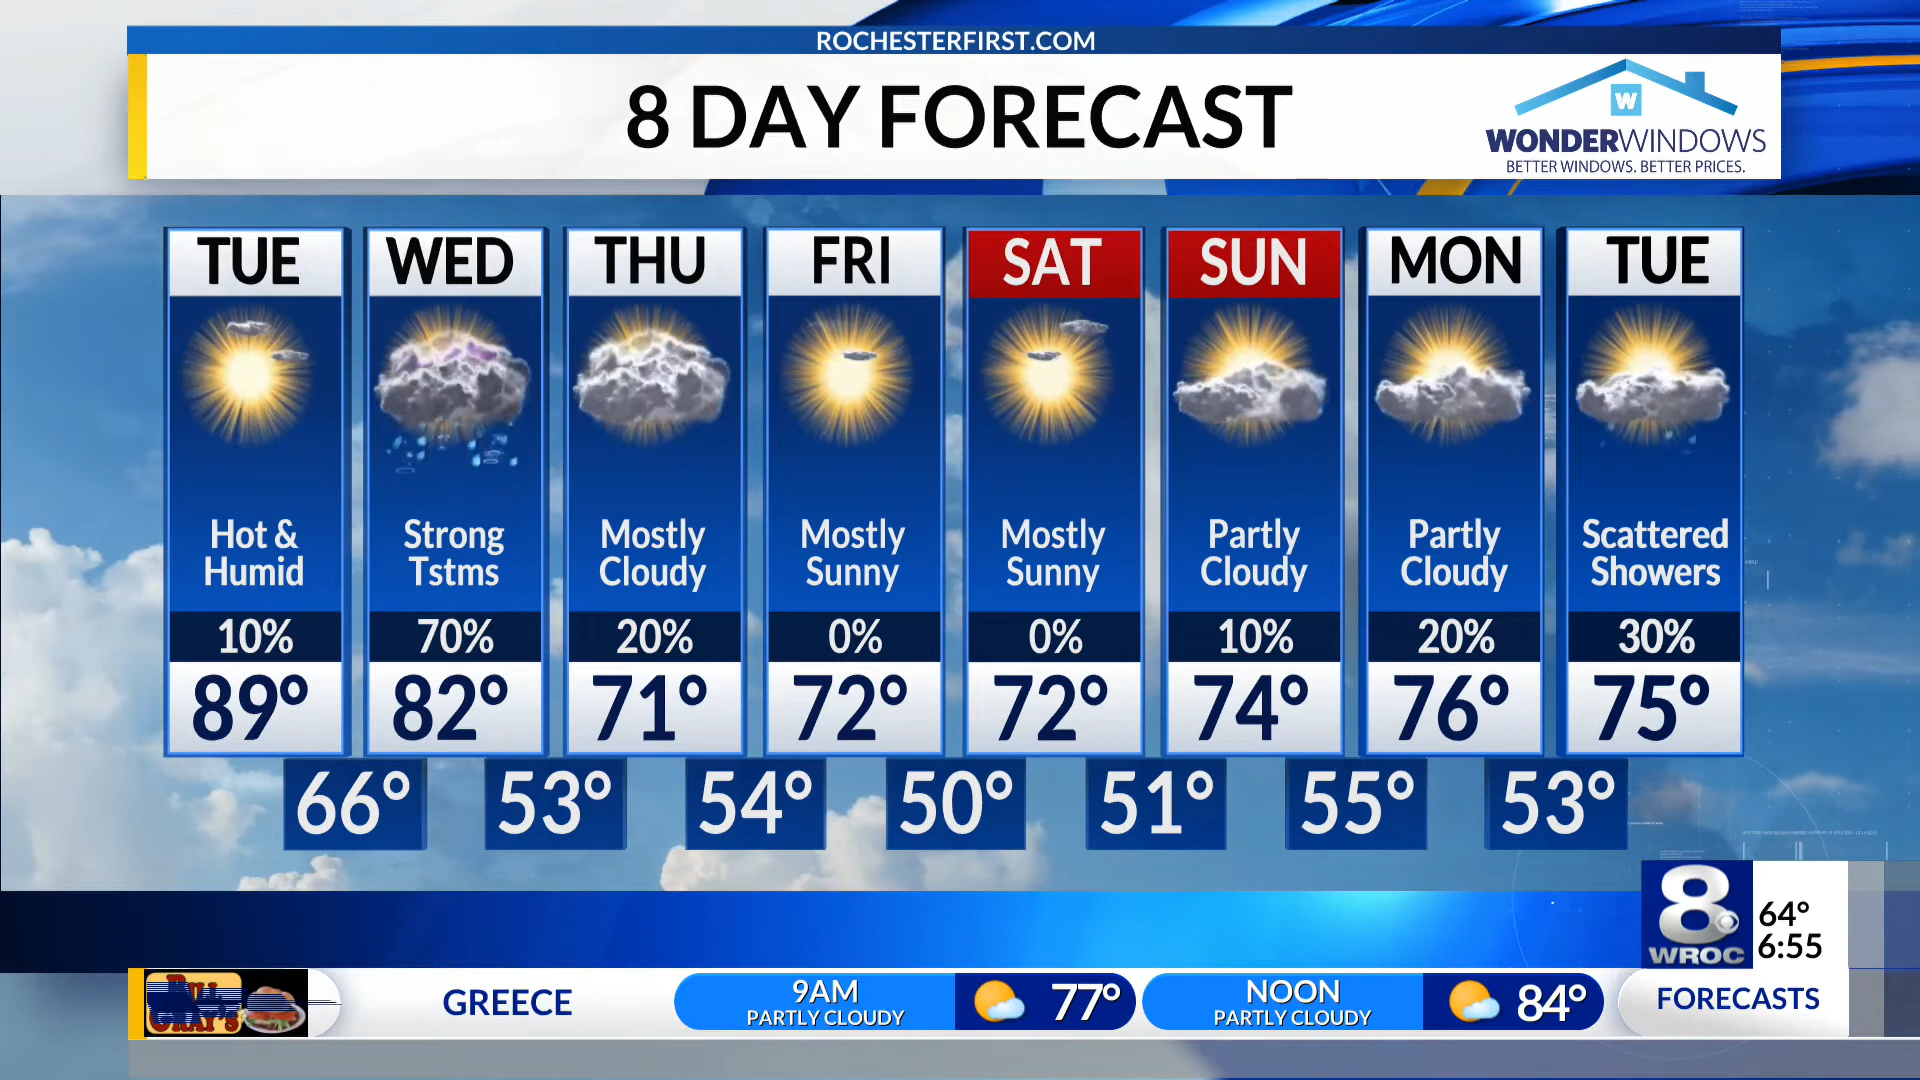 ROCHESTERFIRST.COM
8 DAY FORECAST
W
WONDERWINDOWS
BETTER WINDOWS. BETTER PRICES.
TUE WED THU FRI SAT SUN MON TUE
Hot & Strong Mostly Mostly Mostly Partly Partly Scattered
Humid Tstms Cloudy Sunny Sunny Cloudy Cloudy Showers
10% 70% 20% 0% 0% 10% 20% 30%
89° 82° 71° 72° 72° 74° 76° 75°
66° 53° 54° 50° 51° 55° 53°
8
WROC
64°
6:55
GREECE
9AM
PARTLY CLOUDY
77°
NOON
PARTLY CLOUDY
84°
FORECASTS